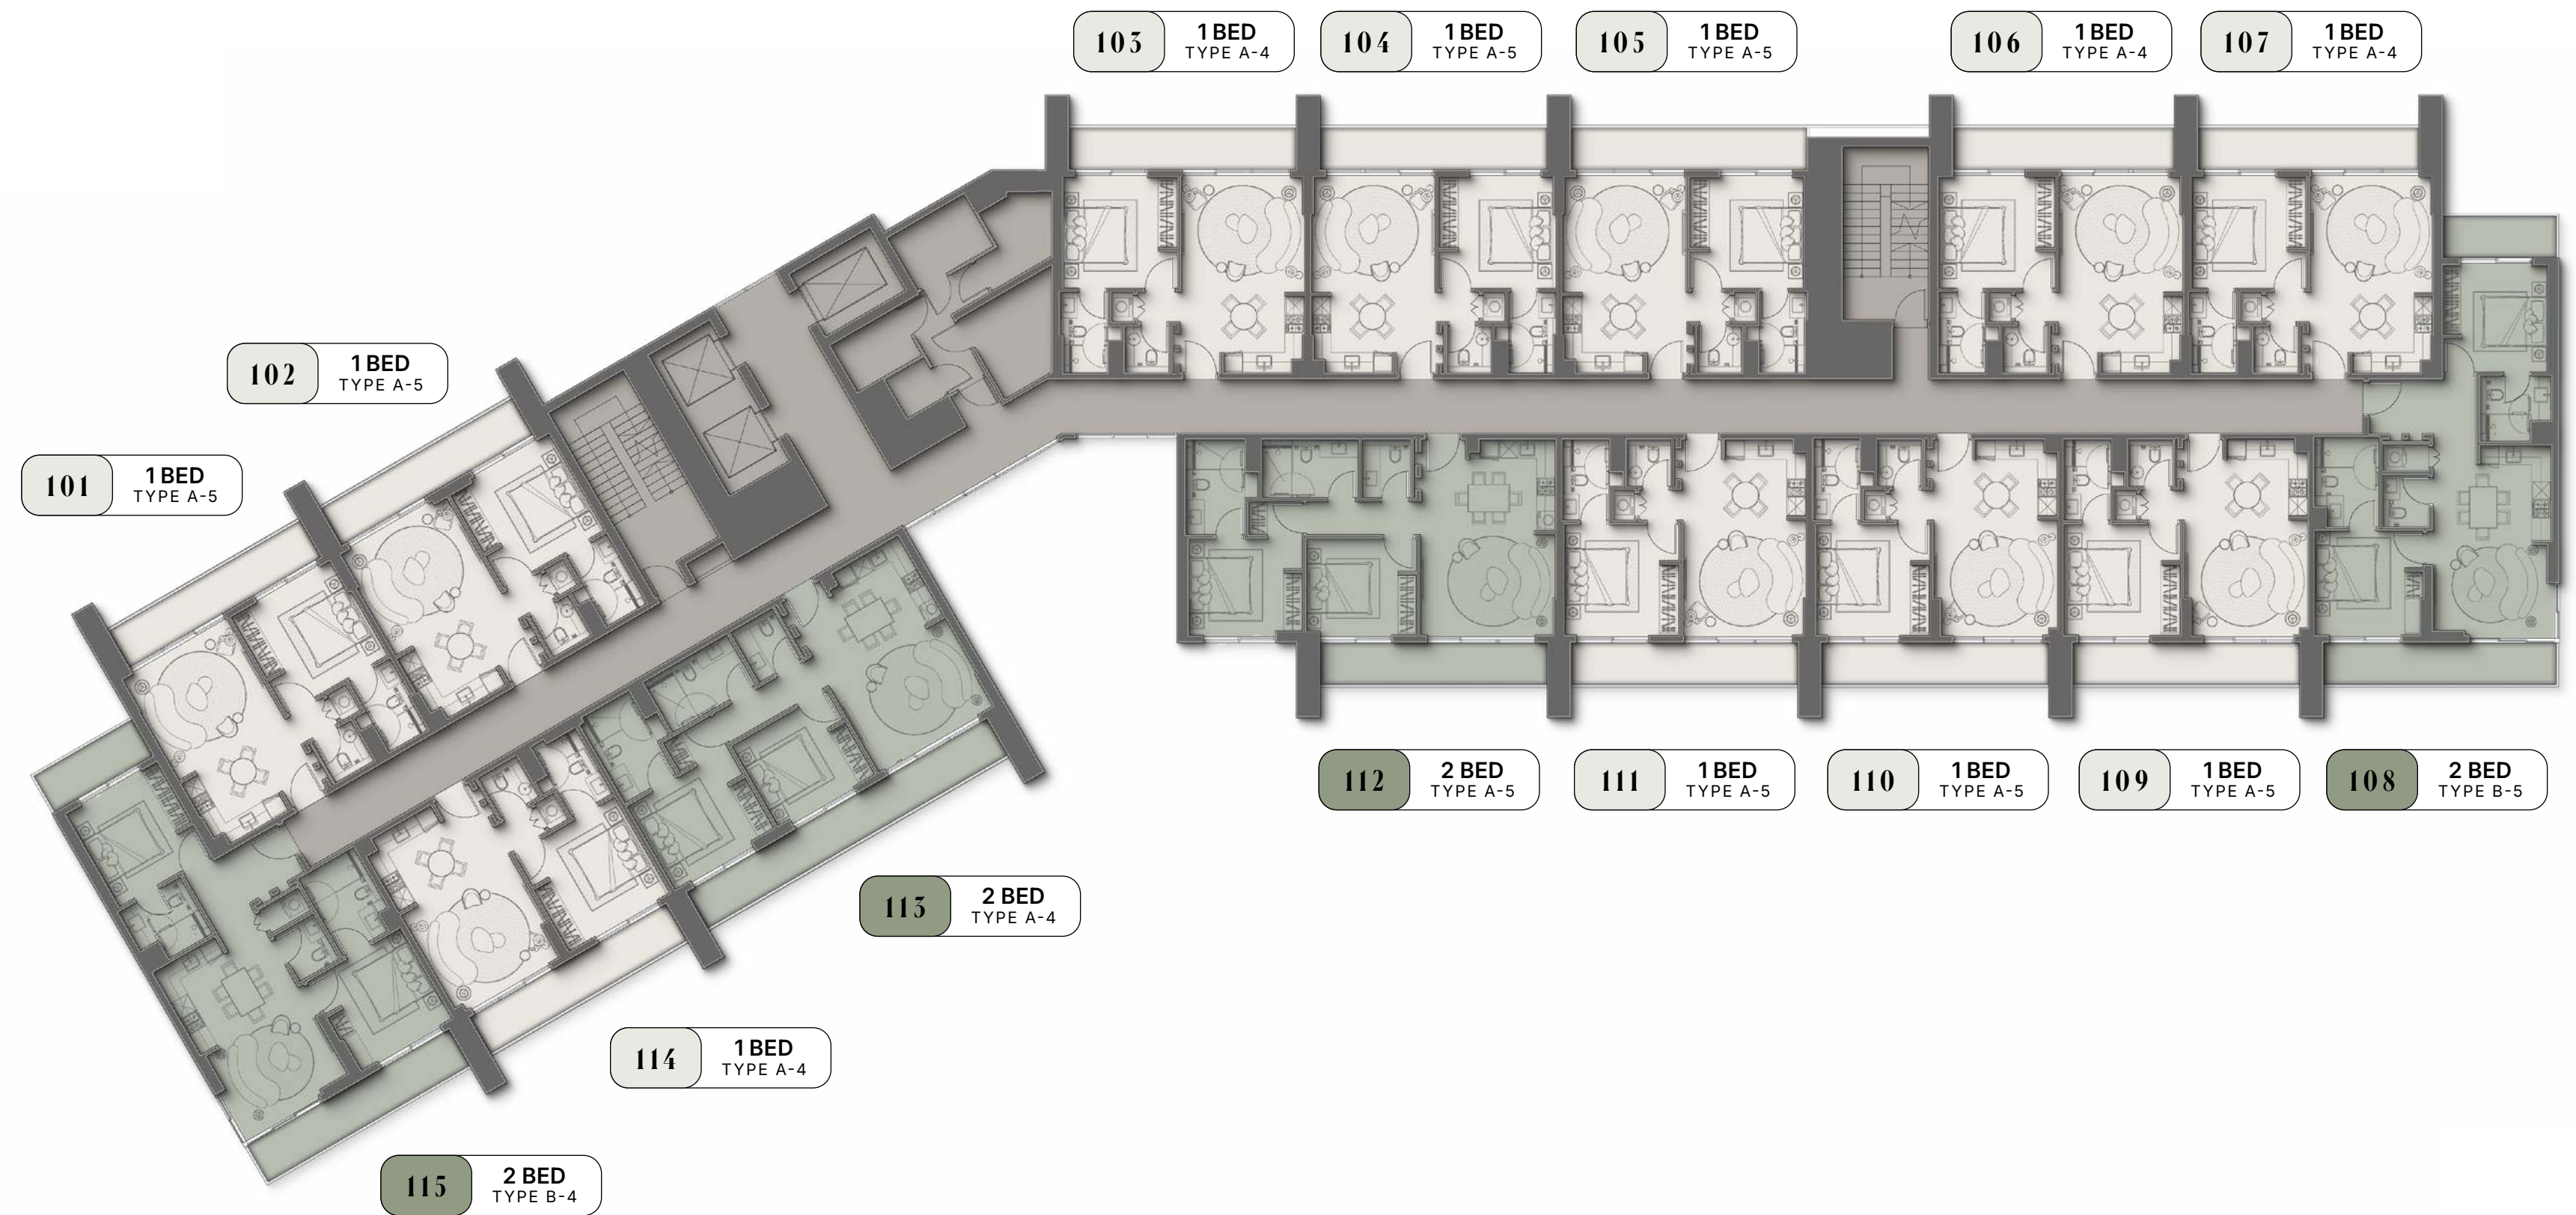 103
1 BED
TYPE A-4
104
1 BED
TYPE A-5
105
1 BED
TYPE A-5
106
1 BED
TYPE A-4
107
1 BED
TYPE A-4
102
1 BED
TYPE A-5
101
1 BED
TYPE A-5
112
2 BED
TYPE A-5
111
1 BED
TYPE A-5
110
1 BED
TYPE A-5
109
1 BED
TYPE A-5
108
2 BED
TYPE B-5
113
2 BED
TYPE A-4
114
1 BED
TYPE A-4
115
2 BED
TYPE B-4